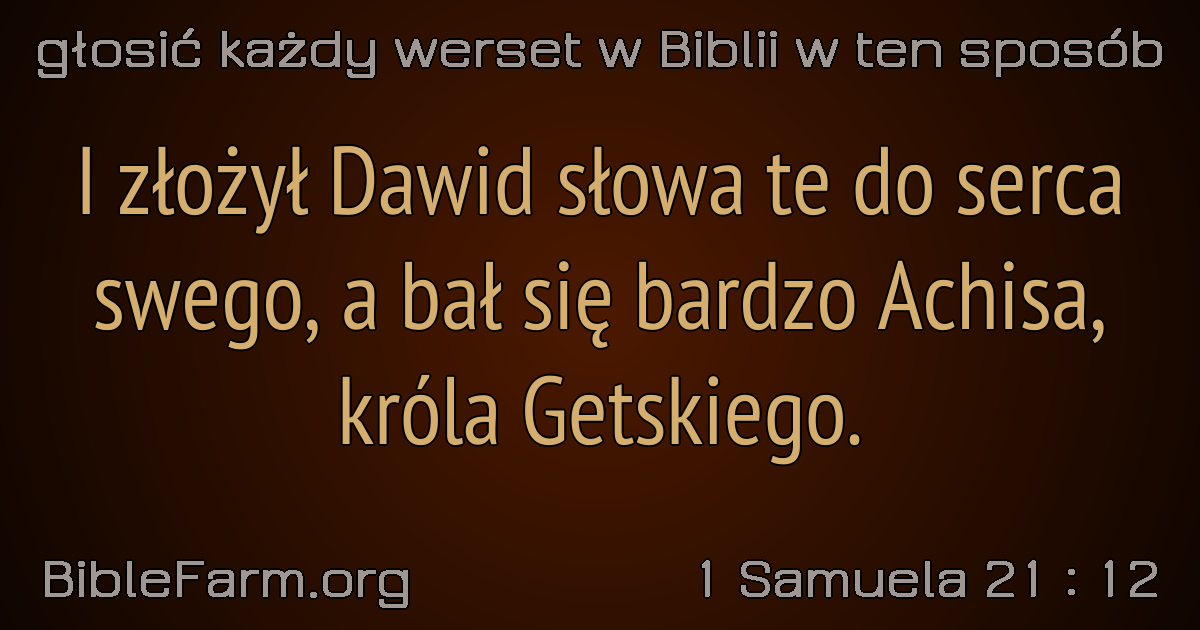 głosić każdy werset w Biblii w ten sposób
I złożył Dawid słowa te do serca
swego, a bał się bardzo Achisa,
króla Getskiego.
BibleFarm.org
1 Samuela 21 : 12